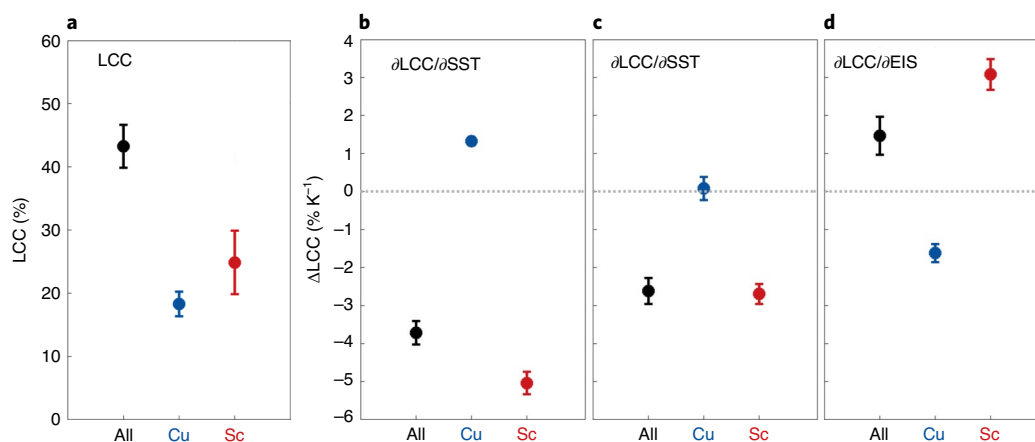 a
b
c
d
LCC
∂LCC/∂SST
∂LCC/∂SST
∂LCC/∂EIS
LCC (%)
60
50
40
30
20
10
0
ΔLCC (% K⁻¹)
4
3
2
1
0
−1
−2
−3
−4
−5
−6
All Cu Sc
All Cu Sc
All Cu Sc
All Cu Sc